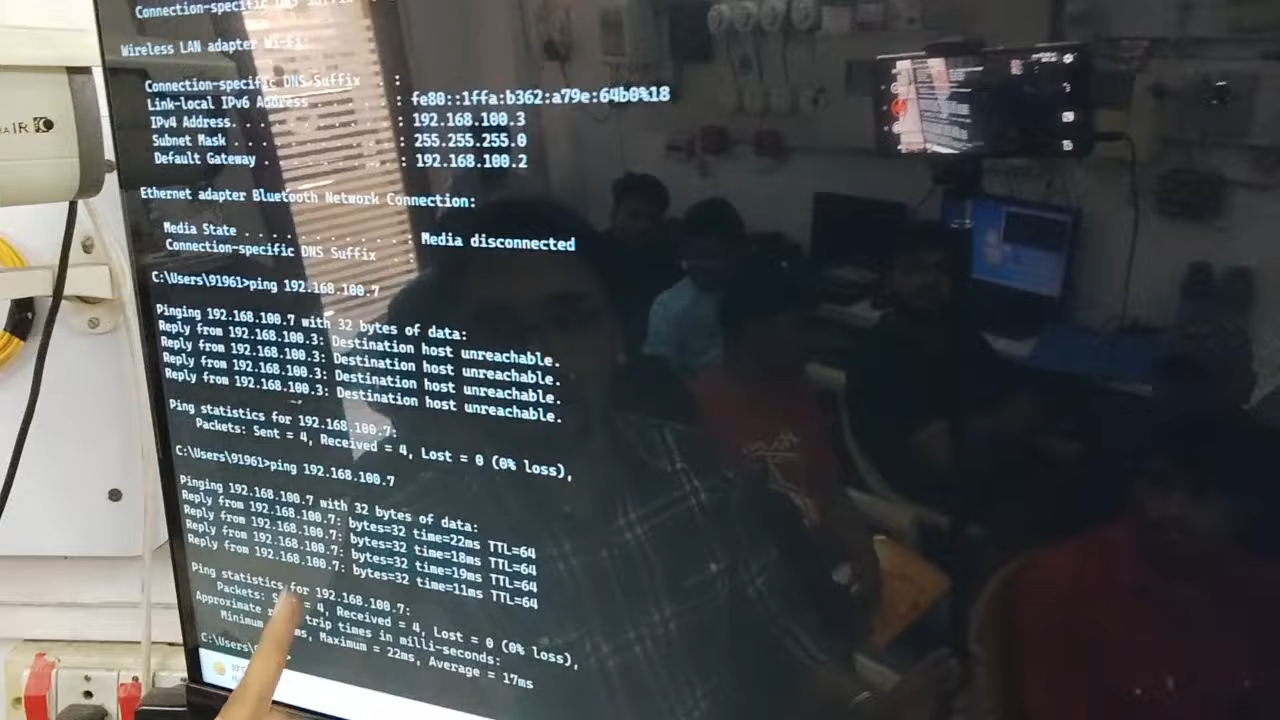 Connection-specific DNS Suffix
Wireless LAN adapter Wi-Fi:
Connection-specific DNS Suffix . :
Link-local IPv6 Address . . . . . : fe80::1ffa:b362:a79e:64b0%18
IPv4 Address. . . . . . . . . . . : 192.168.100.3
Subnet Mask . . . . . . . . . . . : 255.255.255.0
Default Gateway . . . . . . . . . : 192.168.100.2
Ethernet adapter Bluetooth Network Connection:
Media State . . . . . . . . . . . : Media disconnected
Connection-specific DNS Suffix . :
C:\Users\91961>ping 192.168.100.7
Pinging 192.168.100.7 with 32 bytes of data:
Reply from 192.168.100.3: Destination host unreachable.
Reply from 192.168.100.3: Destination host unreachable.
Reply from 192.168.100.3: Destination host unreachable.
Reply from 192.168.100.3: Destination host unreachable.
Ping statistics for 192.168.100.7:
Packets: Sent = 4, Received = 4, Lost = 0 (0% loss),
C:\Users\91961>ping 192.168.100.7
Pinging 192.168.100.7 with 32 bytes of data:
Reply from 192.168.100.7: bytes=32 time=22ms TTL=64
Reply from 192.168.100.7: bytes=32 time=18ms TTL=64
Reply from 192.168.100.7: bytes=32 time=19ms TTL=64
Reply from 192.168.100.7: bytes=32 time=11ms TTL=64
Ping statistics for 192.168.100.7:
Packets: = 4, Received = 4, Lost = 0 (0% loss),
Approximate trip times in milli-seconds:
Minimum ms, Maximum = 22ms, Average = 17ms
C:\Users\
IR